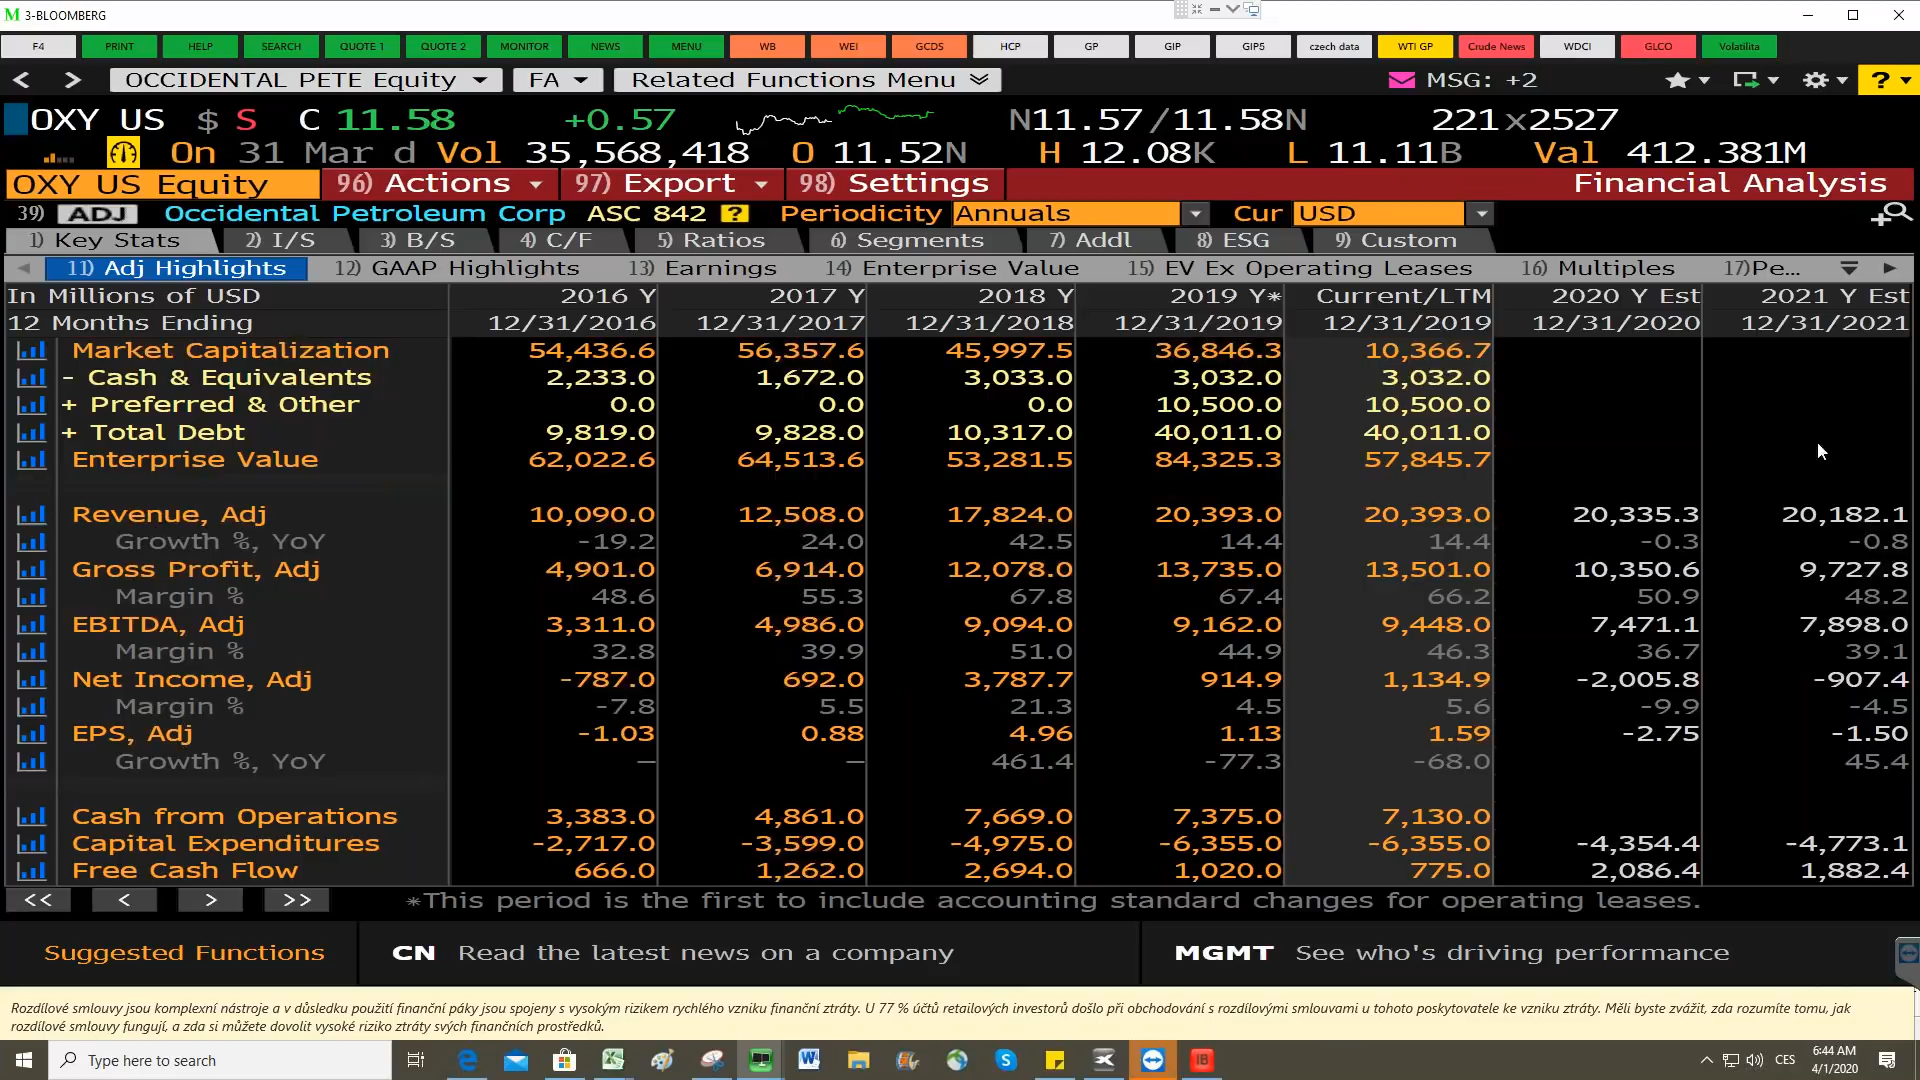 3-BLOOMBERG
F4 PRINT HELP SEARCH QUOTE 1 QUOTE 2 MONITOR NEWS MENU WB WEI GCDS HCP GP GIP GIP5 czech data WTI GP Crude News WDCI GLCO Volatilita
< > OCCIDENTAL PETE Equity FA Related Functions Menu MSG: +2 ?
OXY US $ S C 11.58 +0.57 N11.57/11.58N 221x2527
On 31 Mar d Vol 35,568,418 O 11.52N H 12.08K L 11.11B Val 412.381M
OXY US Equity 96) Actions 97) Export 98) Settings Financial Analysis
39) ADJ Occidental Petroleum Corp ASC 842 ? Periodicity Annuals Cur USD
1) Key Stats 2) I/S 3) B/S 4) C/F 5) Ratios 6) Segments 7) Addl 8) ESG 9) Custom
11) Adj Highlights 12) GAAP Highlights 13) Earnings 14) Enterprise Value 15) EV Ex Operating Leases 16) Multiples 17)Pe...
In Millions of USD 2016 Y 2017 Y 2018 Y 2019 Y* Current/LTM 2020 Y Est 2021 Y Est
12 Months Ending 12/31/2016 12/31/2017 12/31/2018 12/31/2019 12/31/2019 12/31/2020 12/31/2021
Market Capitalization 54,436.6 56,357.6 45,997.5 36,846.3 10,366.7
- Cash & Equivalents 2,233.0 1,672.0 3,033.0 3,032.0 3,032.0
+ Preferred & Other 0.0 0.0 0.0 10,500.0 10,500.0
+ Total Debt 9,819.0 9,828.0 10,317.0 40,011.0 40,011.0
Enterprise Value 62,022.6 64,513.6 53,281.5 84,325.3 57,845.7
Revenue, Adj 10,090.0 12,508.0 17,824.0 20,393.0 20,393.0 20,335.3 20,182.1
Growth %, YoY -19.2 24.0 42.5 14.4 14.4 -0.3 -0.8
Gross Profit, Adj 4,901.0 6,914.0 12,078.0 13,735.0 13,501.0 10,350.6 9,727.8
Margin % 48.6 55.3 67.8 67.4 66.2 50.9 48.2
EBITDA, Adj 3,311.0 4,986.0 9,094.0 9,162.0 9,448.0 7,471.1 7,898.0
Margin % 32.8 39.9 51.0 44.9 46.3 36.7 39.1
Net Income, Adj -787.0 692.0 3,787.7 914.9 1,134.9 -2,005.8 -907.4
Margin % -7.8 5.5 21.3 4.5 5.6 -9.9 -4.5
EPS, Adj -1.03 0.88 4.96 1.13 1.59 -2.75 -1.50
Growth %, YoY — — 461.4 -77.3 -68.0 45.4
Cash from Operations 3,383.0 4,861.0 7,669.0 7,375.0 7,130.0
Capital Expenditures -2,717.0 -3,599.0 -4,975.0 -6,355.0 -6,355.0 -4,354.4 -4,773.1
Free Cash Flow 666.0 1,262.0 2,694.0 1,020.0 775.0 2,086.4 1,882.4
<< < > >> *This period is the first to include accounting standard changes for operating leases.
Suggested Functions CN Read the latest news on a company MGMT See who's driving performance
Rozdílové smlouvy jsou komplexní nástroje a v důsledku použití finanční páky jsou spojeny s vysokým rizikem rychlého vzniku finanční ztráty. U 77 % účtů retailových investorů došlo při obchodování s rozdílovými smlouvami u tohoto poskytovatele ke vzniku ztráty. Měli byste zvážit, zda rozumíte tomu, jak
rozdílové smlouvy fungují, a zda si můžete dovolit vysoké riziko ztráty svých finančních prostředků.
Type here to search CES 6:44 AM
4/1/2020